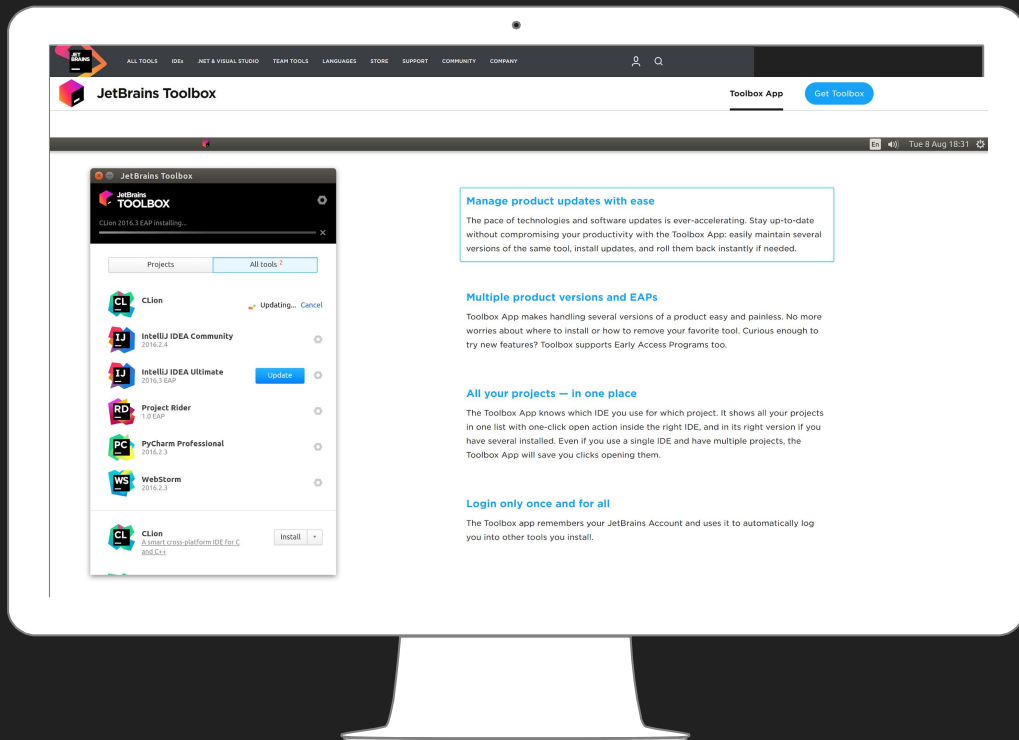 JET
BRAINS
ALL TOOLS IDEs .NET & VISUAL STUDIO TEAM TOOLS LANGUAGES STORE SUPPORT COMMUNITY COMPANY
JetBrains Toolbox
Toolbox App
Get Toolbox
En Tue 8 Aug 18:31
JetBrains Toolbox
JetBrains
TOOLBOX
CLion 2016.3 EAP installing...
Projects
All tools 2
CL
CLion
Updating... Cancel
IJ
IntelliJ IDEA Community
2016.2.4
IJ
IntelliJ IDEA Ultimate
2016.3 EAP
Update
RD
Project Rider
1.0 EAP
PC
PyCharm Professional
2016.2.3
WS
WebStorm
2016.2.3
CL
CLion
A smart cross-platform IDE for C
and C++
Install
Manage product updates with ease
The pace of technologies and software updates is ever-accelerating. Stay up-to-date
without compromising your productivity with the Toolbox App: easily maintain several
versions of the same tool, install updates, and roll them back instantly if needed.
Multiple product versions and EAPs
Toolbox App makes handling several versions of a product easy and painless. No more
worries about where to install or how to remove your favorite tool. Curious enough to
try new features? Toolbox supports Early Access Programs too.
All your projects — in one place
The Toolbox App knows which IDE you use for which project. It shows all your projects
in one list with one-click open action inside the right IDE, and in its right version if you
have several installed. Even if you use a single IDE and have multiple projects, the
Toolbox App will save you clicks opening them.
Login only once and for all
The Toolbox app remembers your JetBrains Account and uses it to automatically log
you into other tools you install.